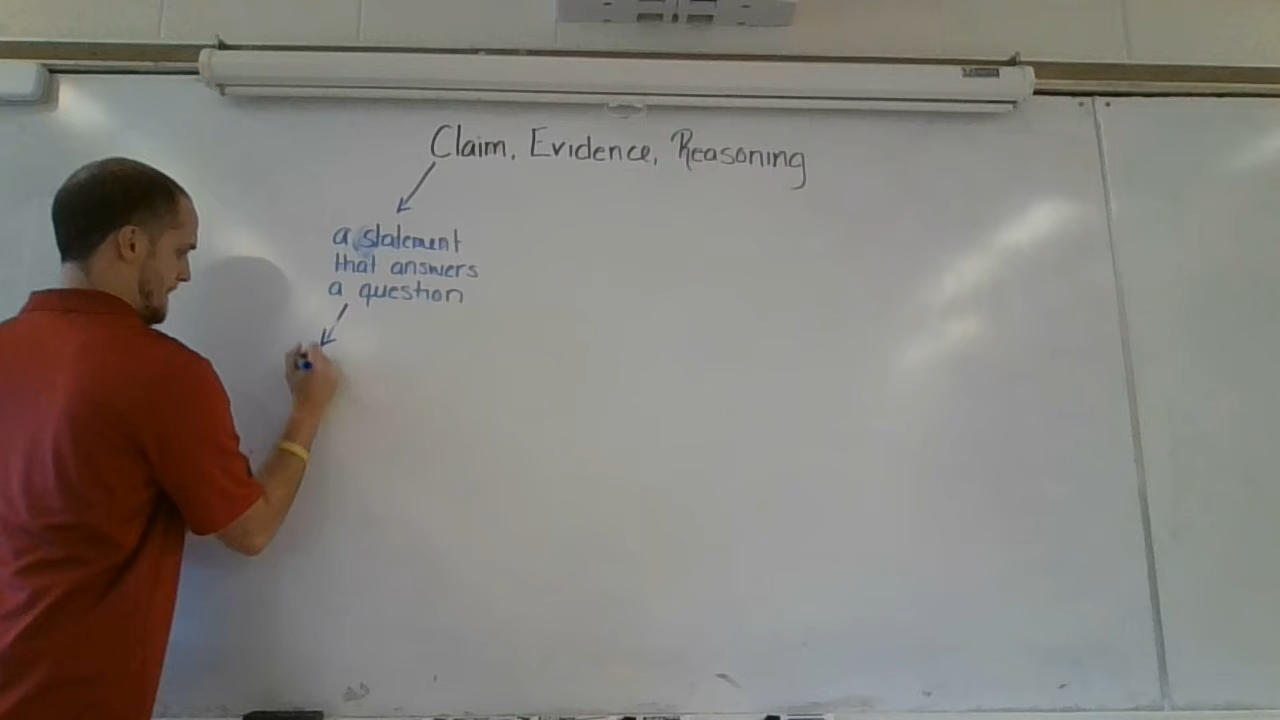 Claim, Evidence, Reasoning
a statement
that answers
a question